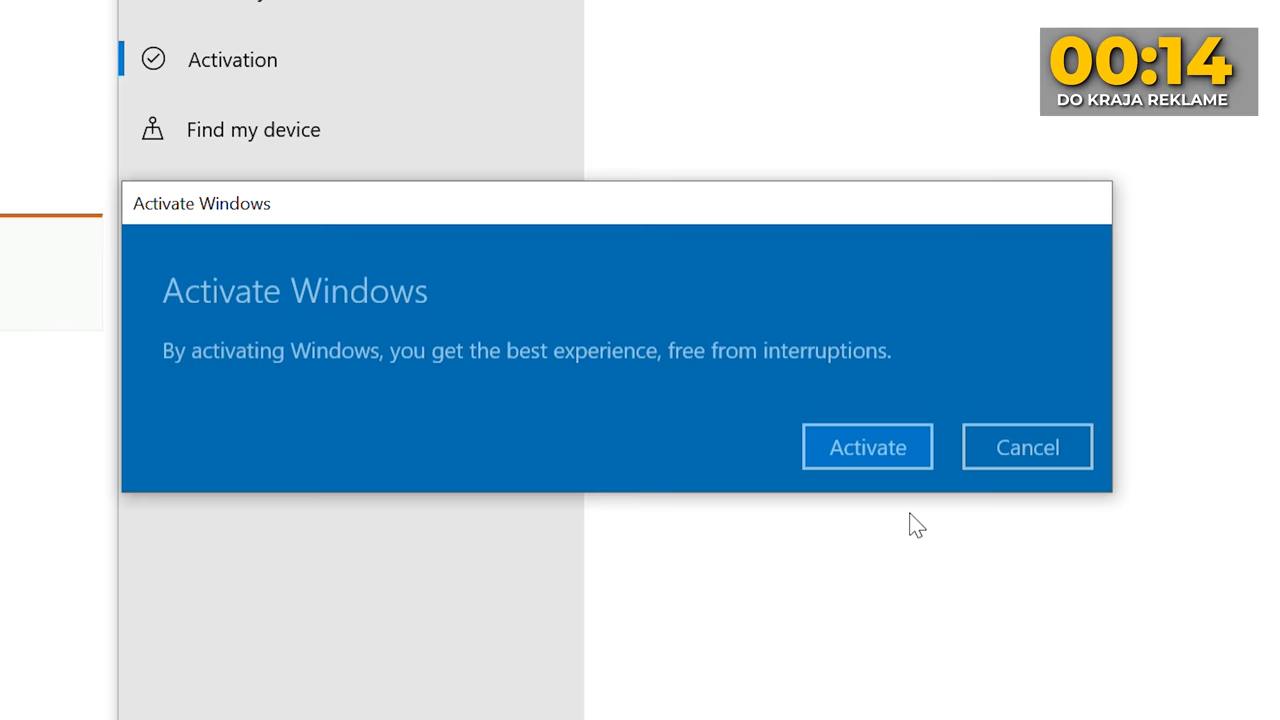 Activation
00:14
DO KRAJA REKLAME
Find my device
Activate Windows
Activate Windows
By activating Windows, you get the best experience, free from interruptions.
Activate
Cancel